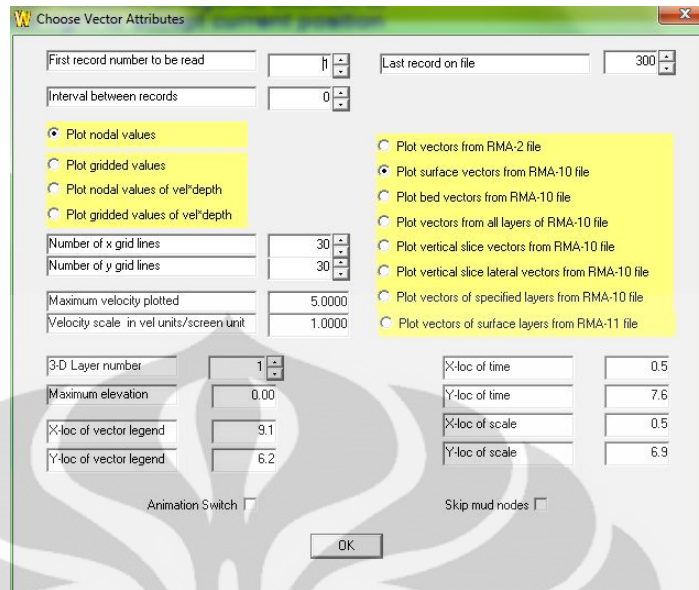 Choose Vector Attributes
current position
First record number to be read 1
Last record on file 300
Interval between records 0
Plot nodal values
Plot gridded values
Plot nodal values of vel*depth
Plot gridded values of vel*depth
Plot vectors from RMA-2 file
Plot surface vectors from RMA-10 file
Plot bed vectors from RMA-10 file
Plot vectors from all layers of RMA-10 file
Plot vertical slice vectors from RMA-10 file
Plot vertical slice lateral vectors from RMA-10 file
Plot vectors of specified layers from RMA-10 file
Plot vectors of surface layers from RMA-11 file
Number of x grid lines 30
Number of y grid lines 30
Maximum velocity plotted 5.0000
Velocity scale in vel units/screen unit 1.0000
3-D Layer number 1
Maximum elevation 0.00
X-loc of vector legend 9.1
Y-loc of vector legend 6.2
X-loc of time 0.5
Y-loc of time 7.6
X-loc of scale 0.5
Y-loc of scale 6.9
Animation Switch
Skip mud nodes
OK